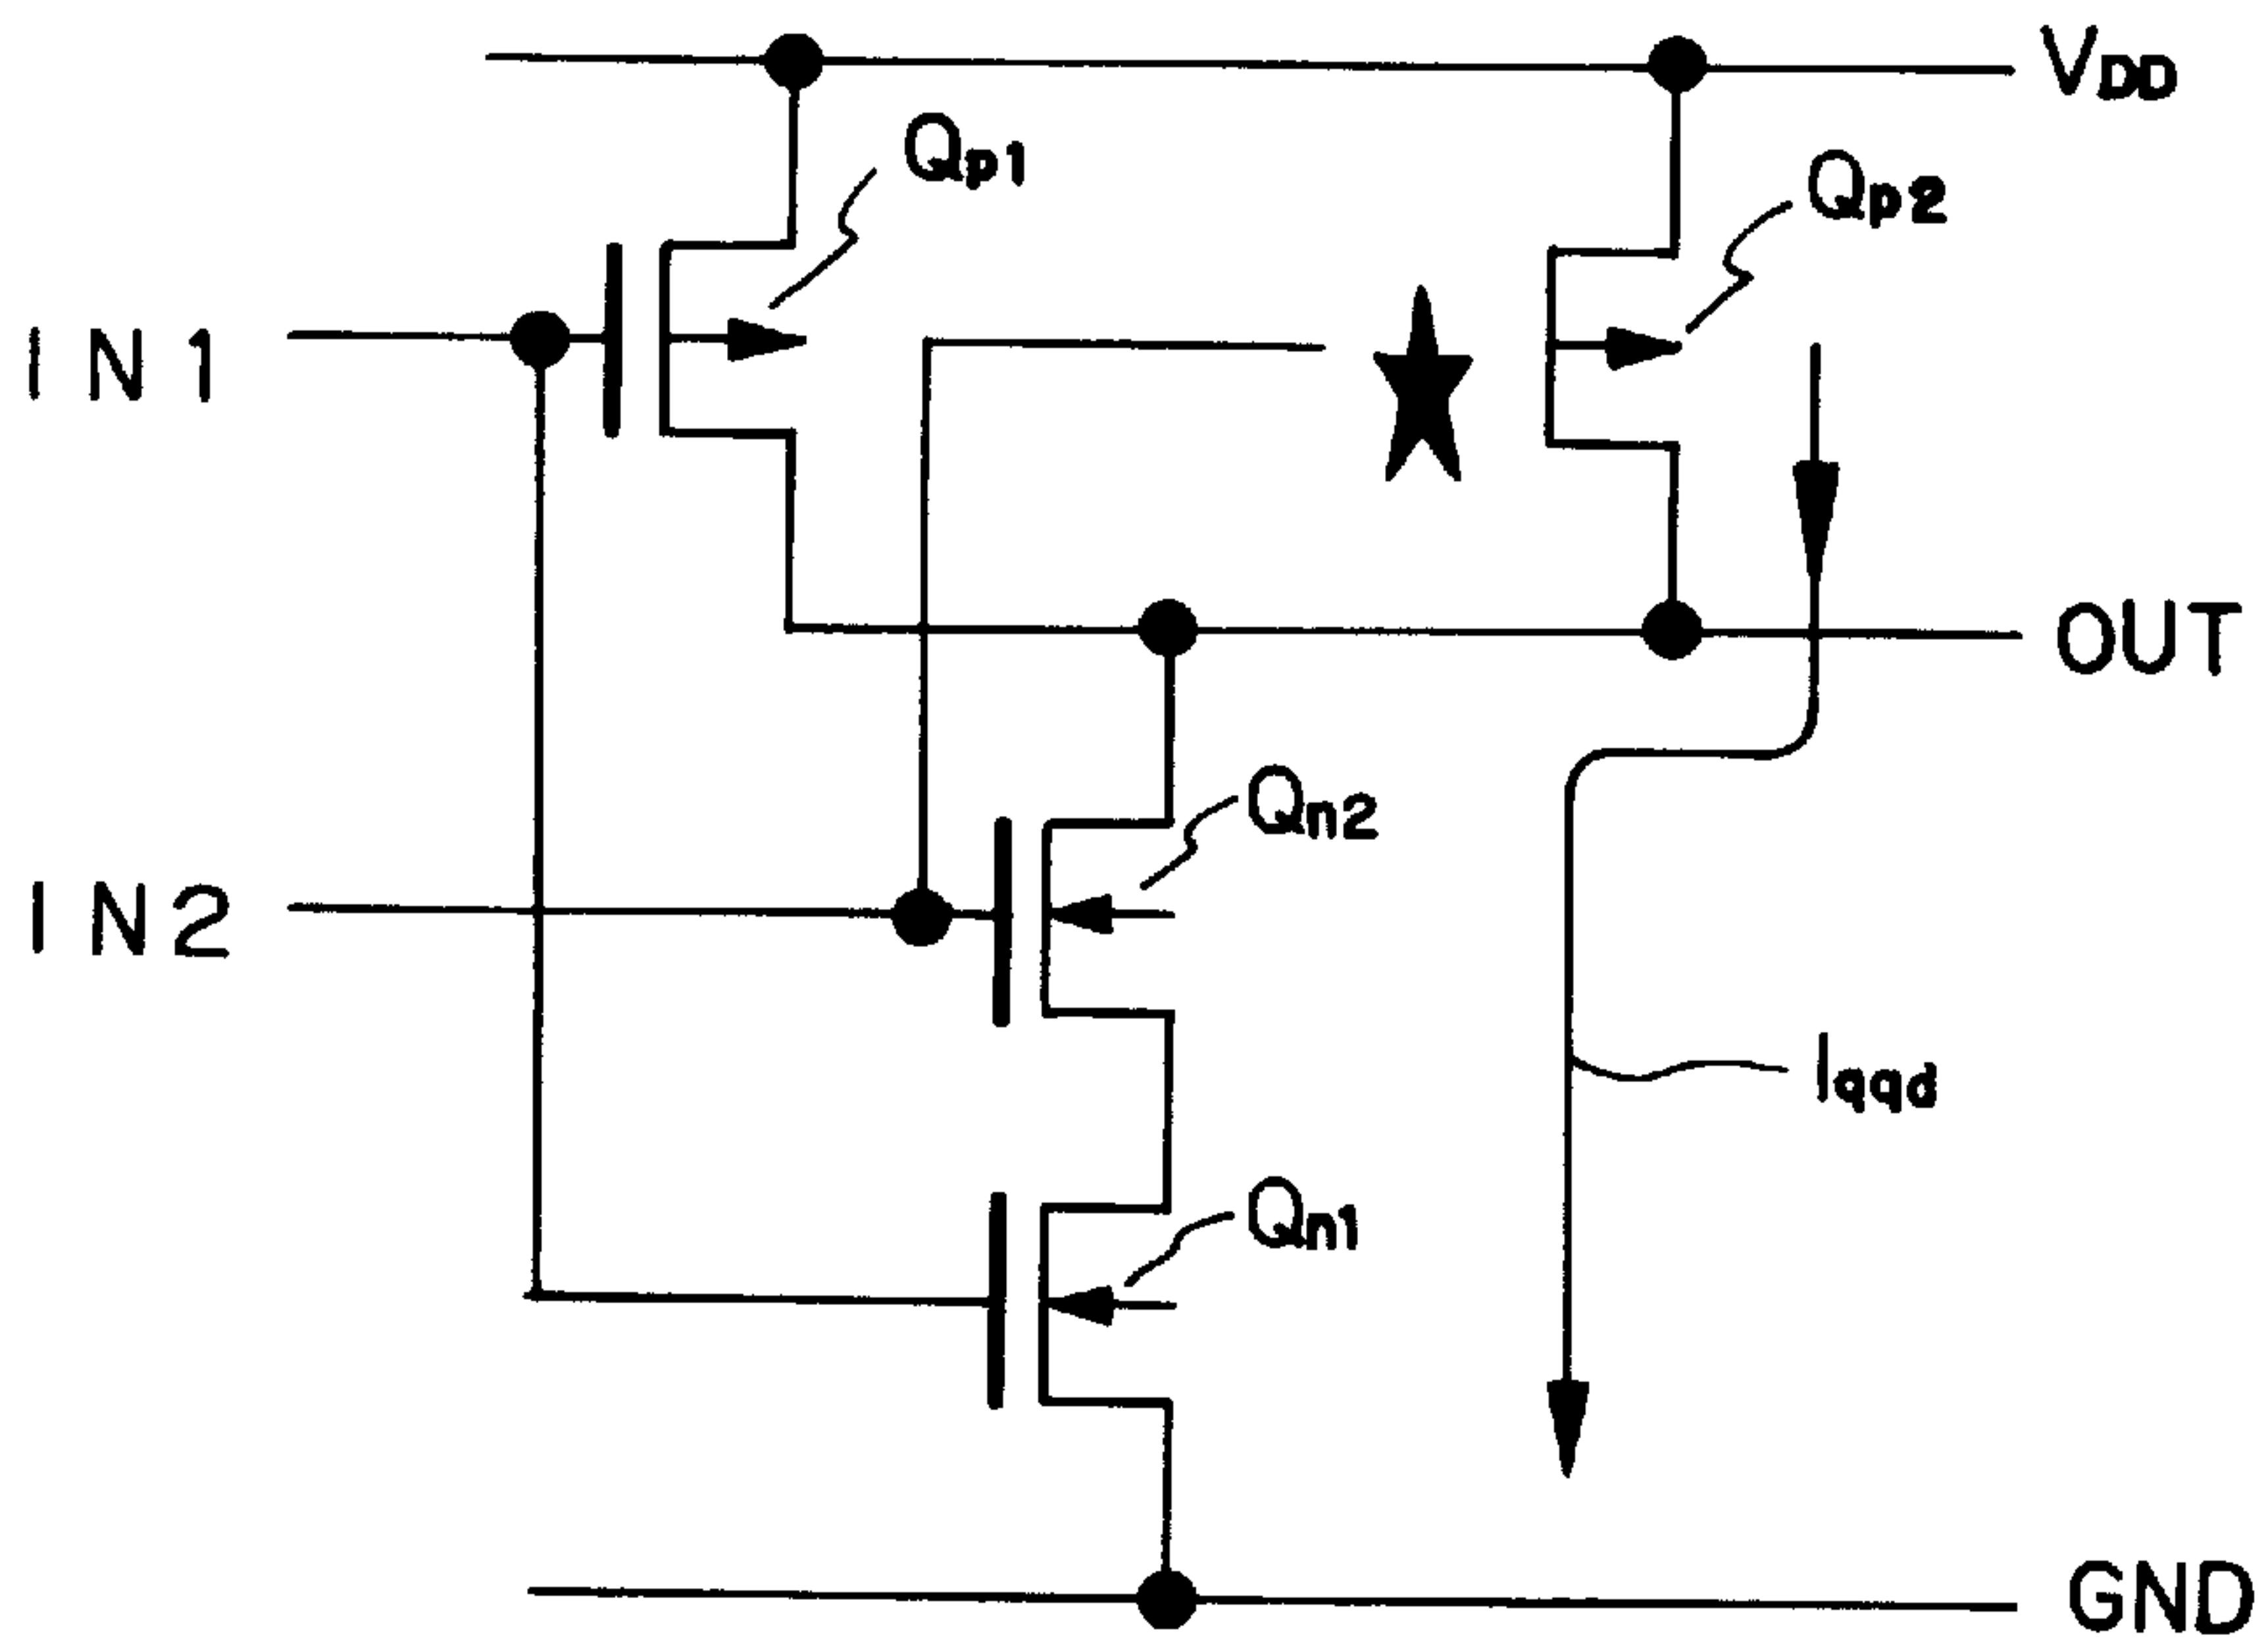 VDD
Qp1
Qp2
IN1
OUT
Qn2
IN2
Iqqd
Qn1
GND